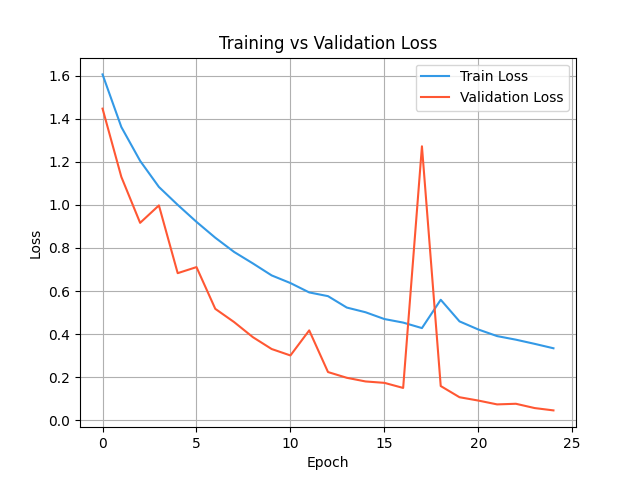 Training vs Validation Loss
Train Loss
Validation Loss
Loss
1.6
1.4
1.2
1.0
0.8
0.6
0.4
0.2
0.0
0 5 10 15 20 25
Epoch